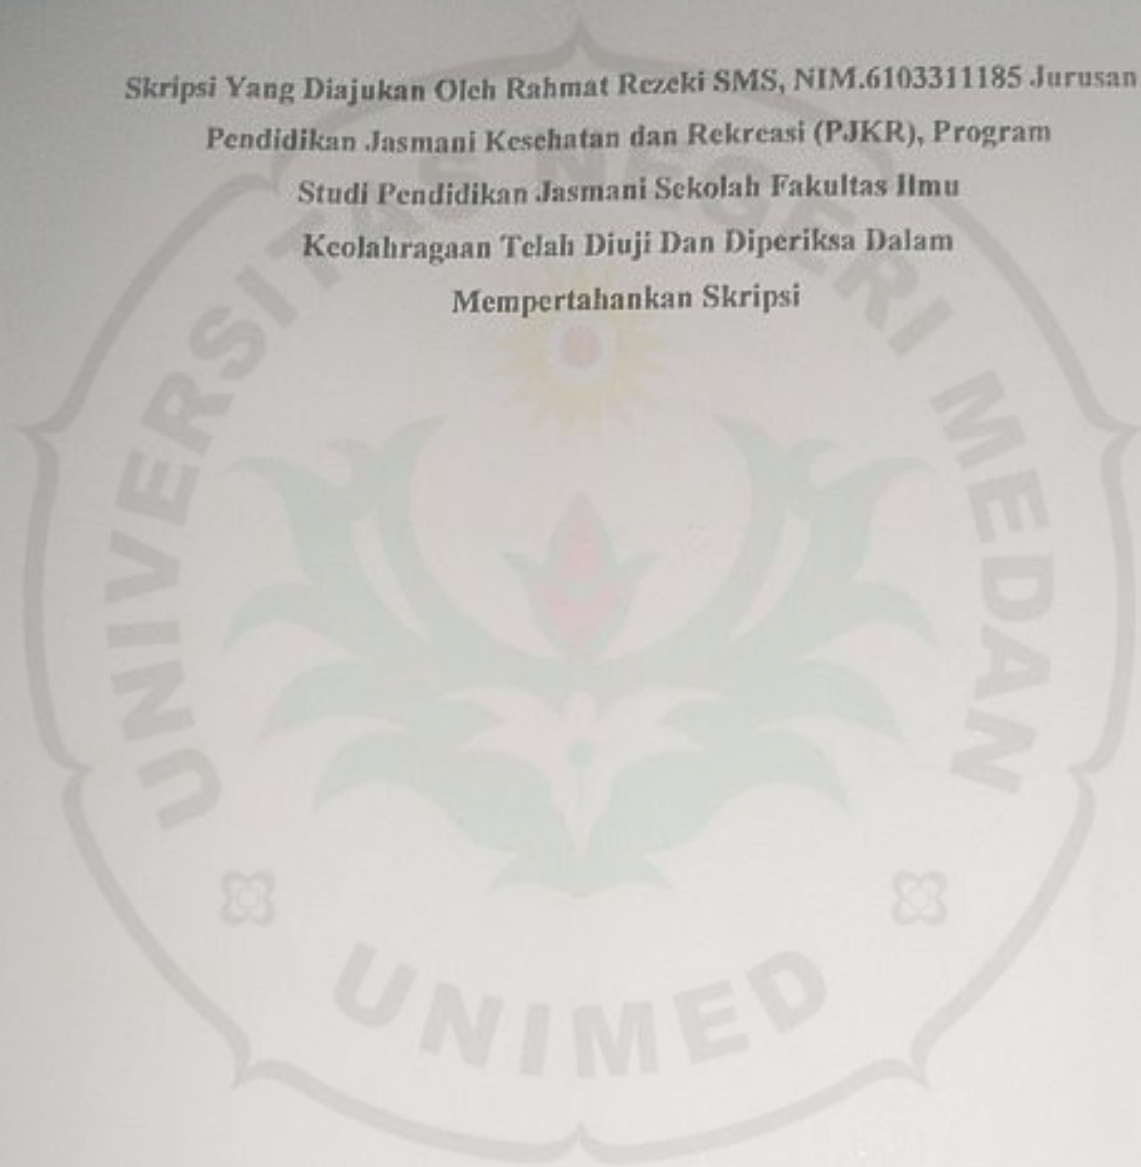 Skripsi Yang Diajukan Oleh Rahmat Rezeki SMS, NIM.6103311185 Jurusan
Pendidikan Jasmani Kesehatan dan Rekreasi (PJKR), Program
Studi Pendidikan Jasmani Sekolah Fakultas Ilmu
Keolahragaan Telah Diuji Dan Diperiksa Dalam
Mempertahankan Skripsi
UNIVERSITAS NEGERI MEDAN
UNIMED